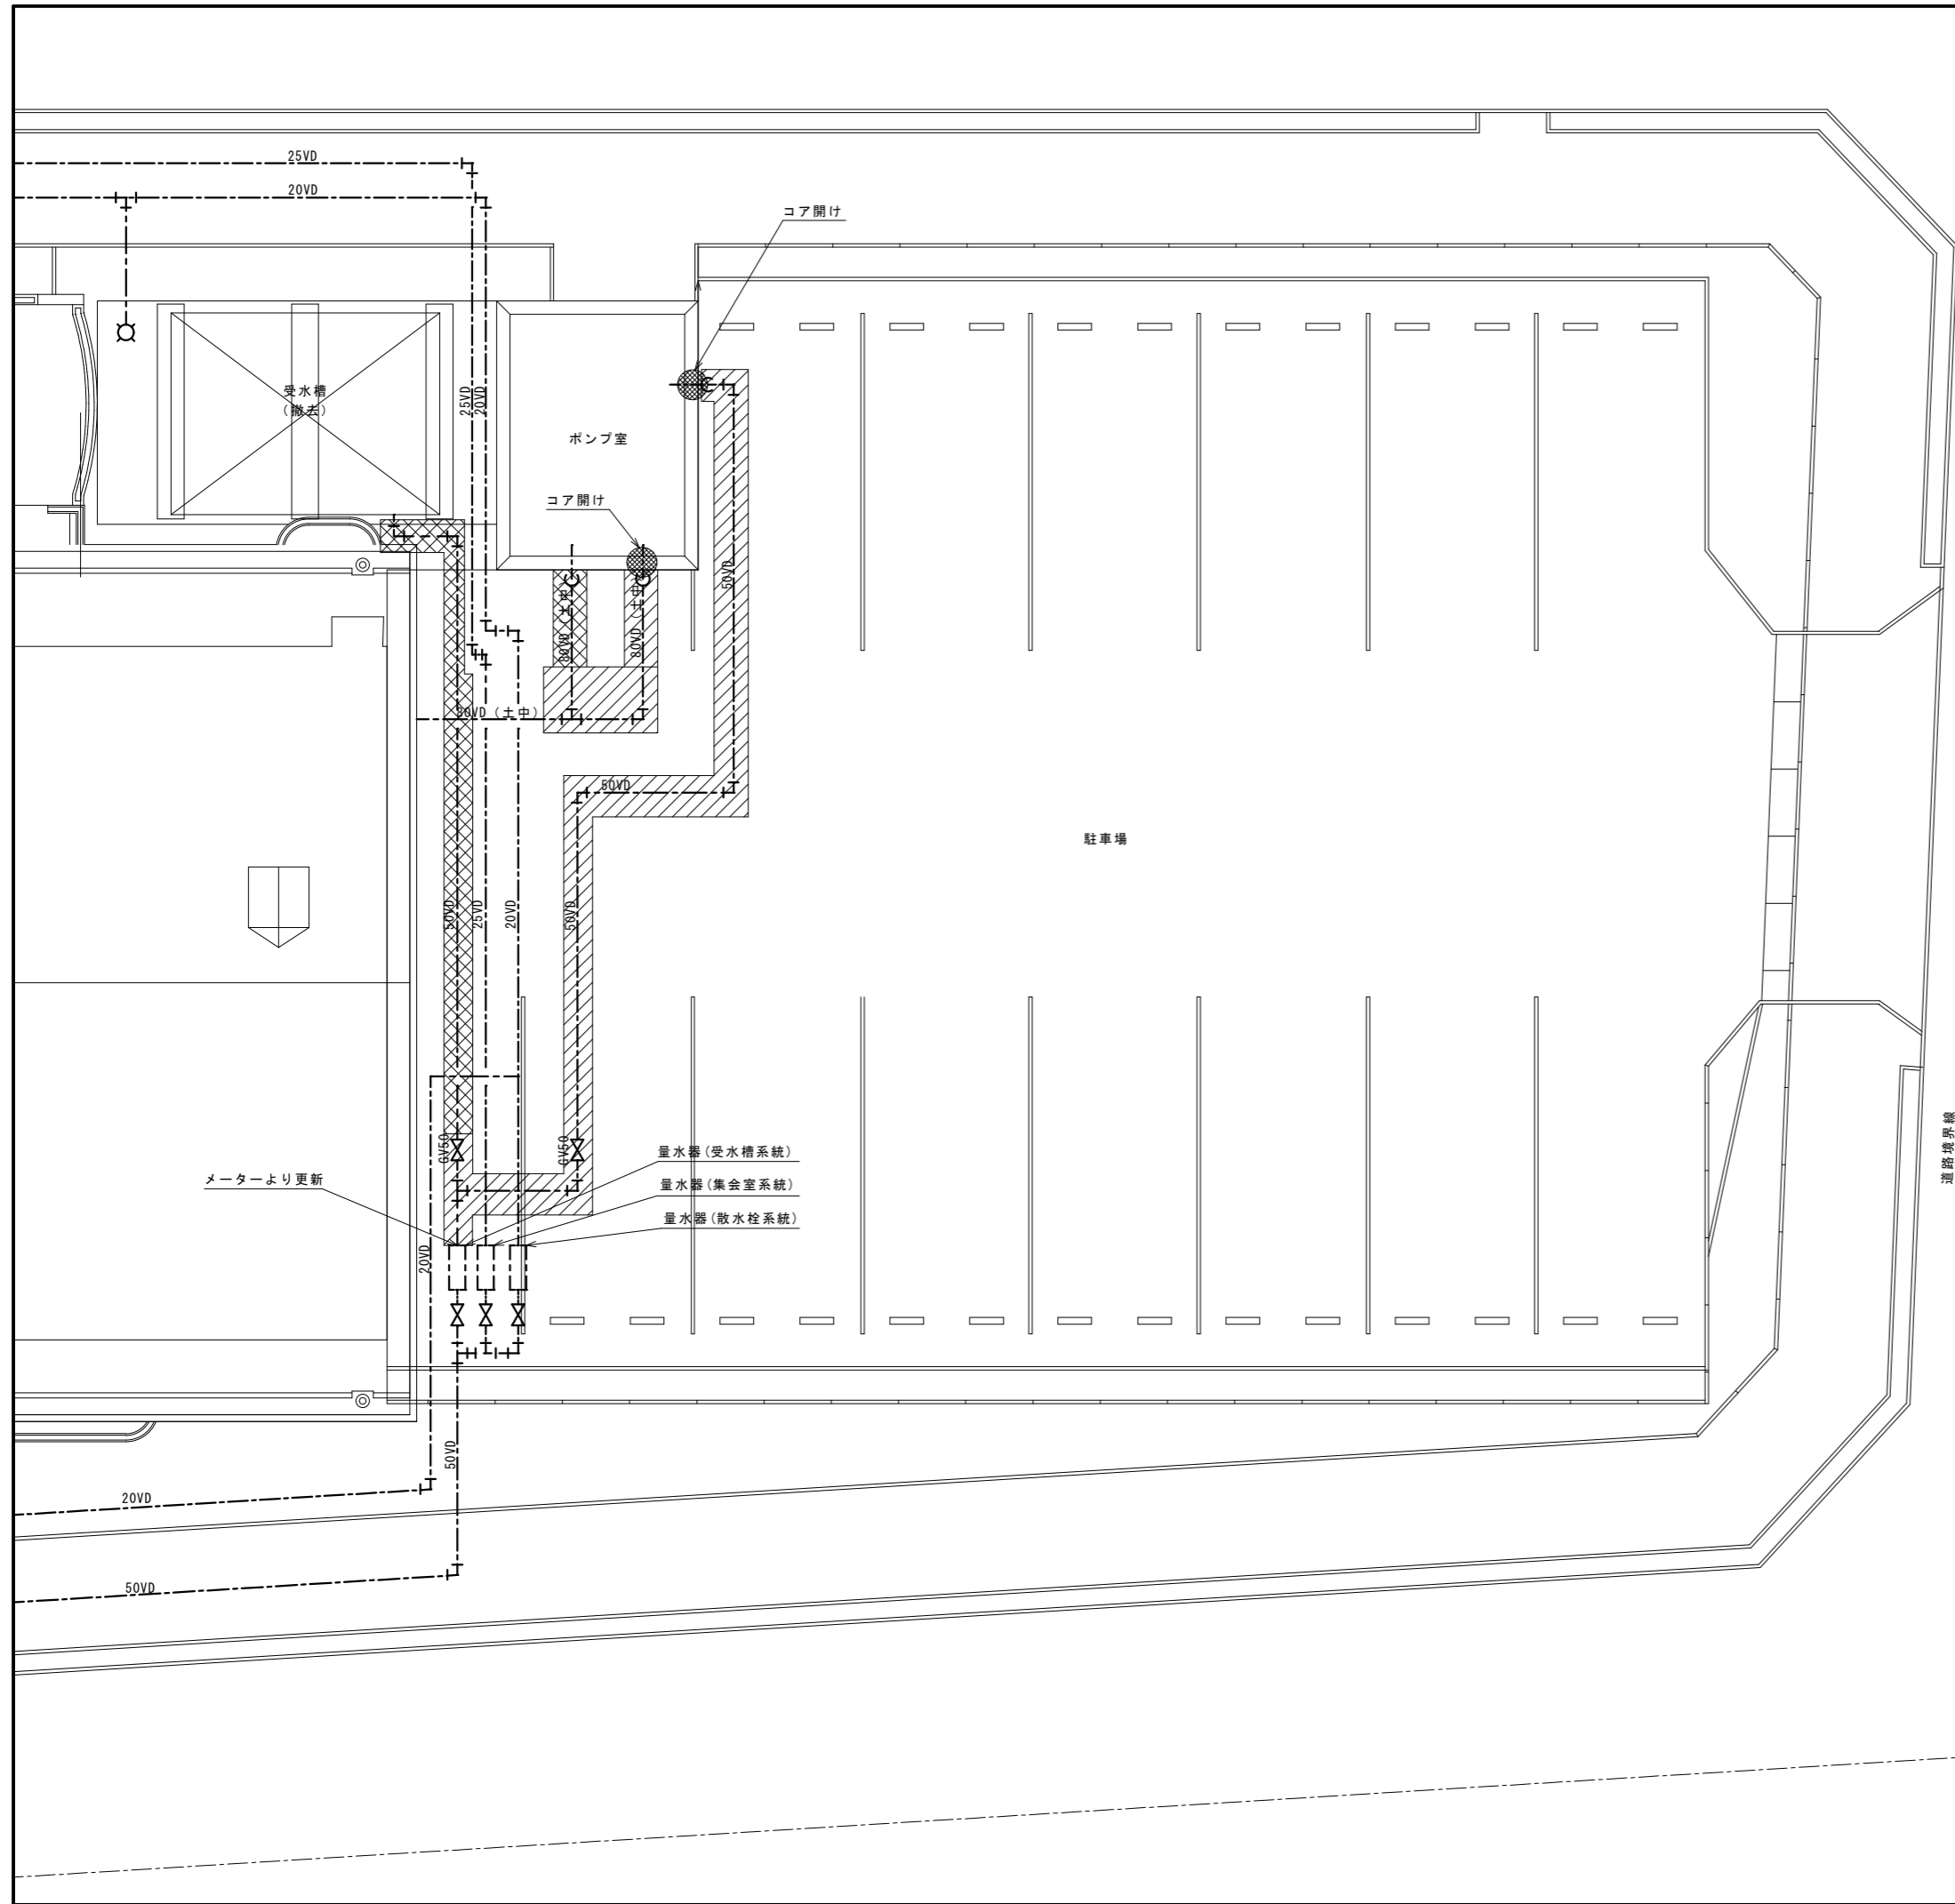 25VD
20VD
コア開け
25VD
20VD
受水槽
(撤去)
ポンプ室
コア開け
50VD
80VD (土中)
80VD (土中)
80VD (土中)
50VD
駐車場
50VD
25VD
20VD
50VD
GV50
GV50
量水器(受水槽系統)
メーターより更新
量水器(集会室系統)
量水器(散水栓系統)
20VD
道路境界線
50VD
20VD
50VD